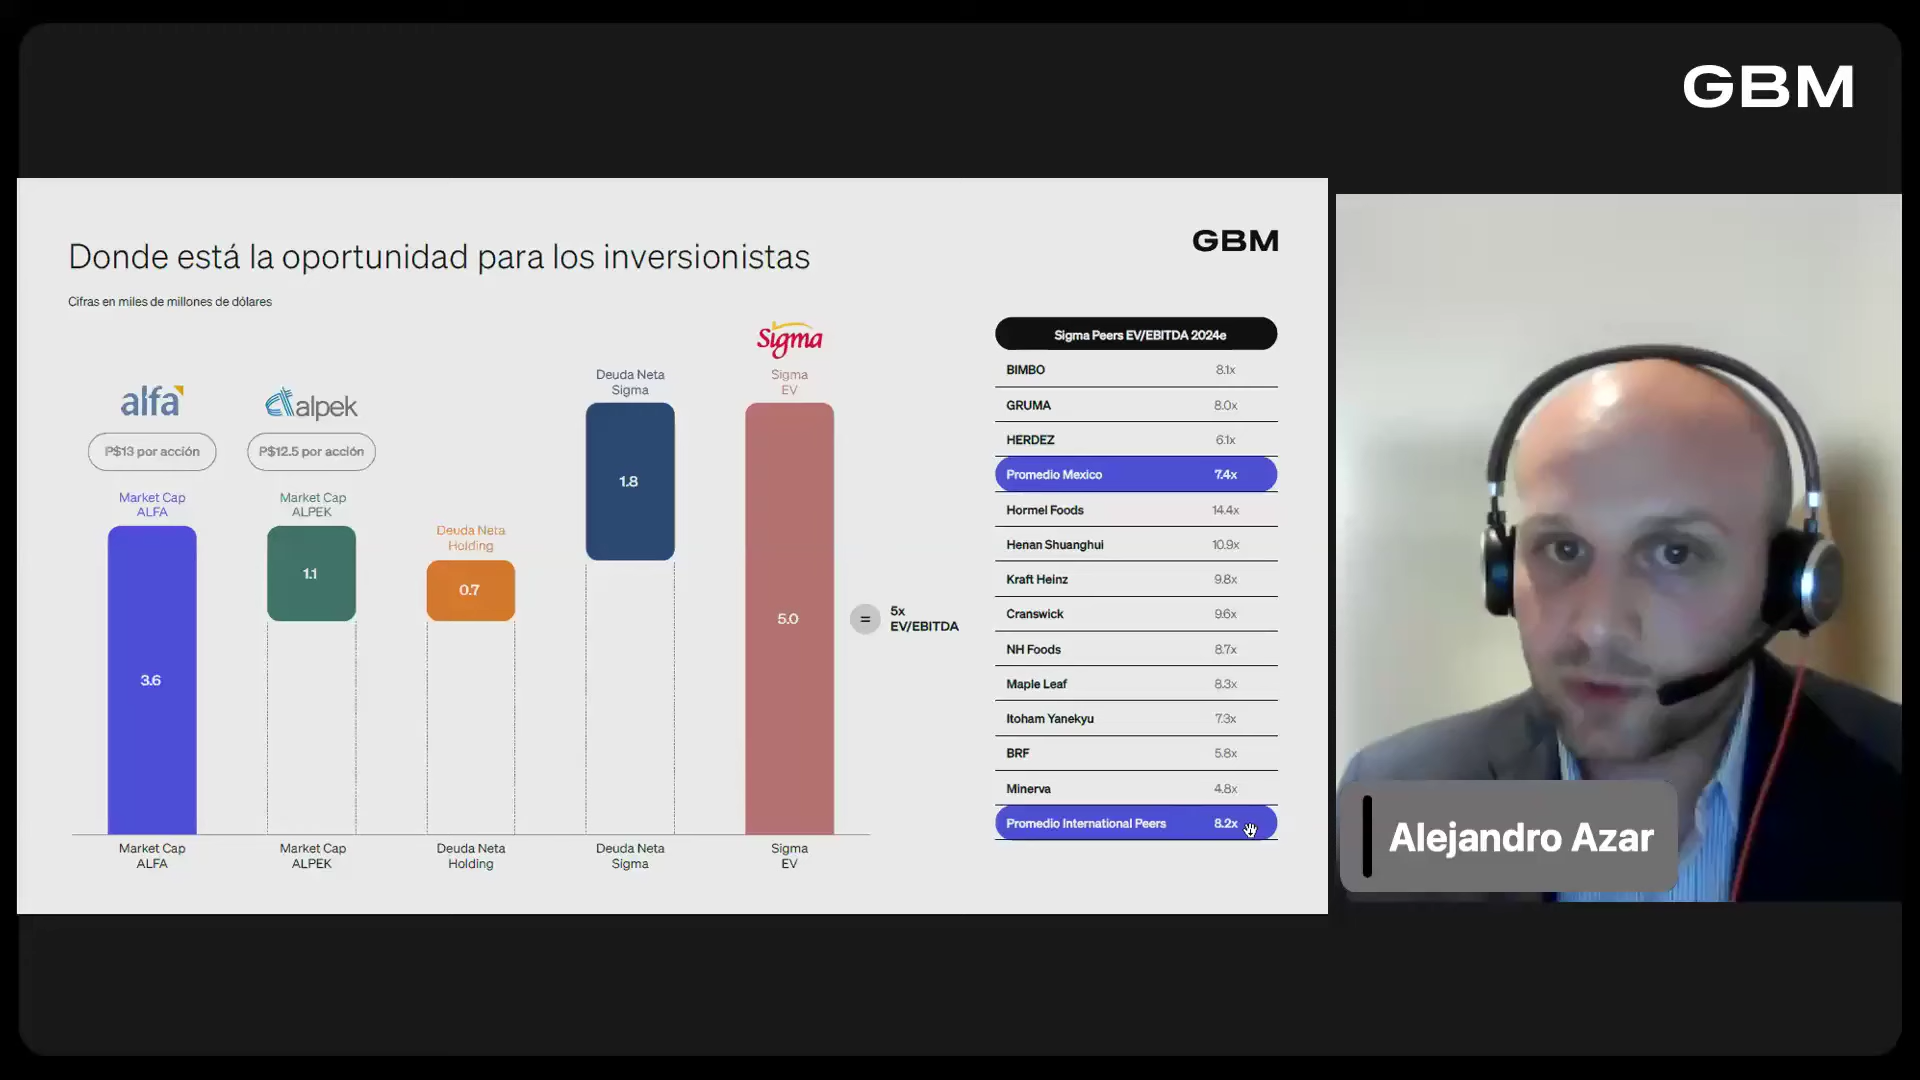 GBM
Donde está la oportunidad para los inversionistas
GBM
Cifras en miles de millones de dólares
alfa
P$13 por acción
Market Cap
ALFA
3.6
alpek
P$12.5 por acción
Market Cap
ALPEK
1.1
Deuda Neta
Holding
0.7
Deuda Neta
Sigma
1.8
Sigma
Sigma
EV
5.0
=
5x
EV/EBITDA
Market Cap
ALFA
Market Cap
ALPEK
Deuda Neta
Holding
Deuda Neta
Sigma
Sigma
EV
Sigma Peers EV/EBITDA 2024e
BIMBO 8.1x
GRUMA 8.0x
HERDEZ 6.1x
Promedio Mexico 7.4x
Hormel Foods 14.4x
Henan Shuanghui 10.9x
Kraft Heinz 9.8x
Cranswick 9.6x
NH Foods 8.7x
Maple Leaf 8.3x
Itoham Yanekyu 7.3x
BRF 5.8x
Minerva 4.8x
Promedio International Peers 8.2x
Alejandro Azar